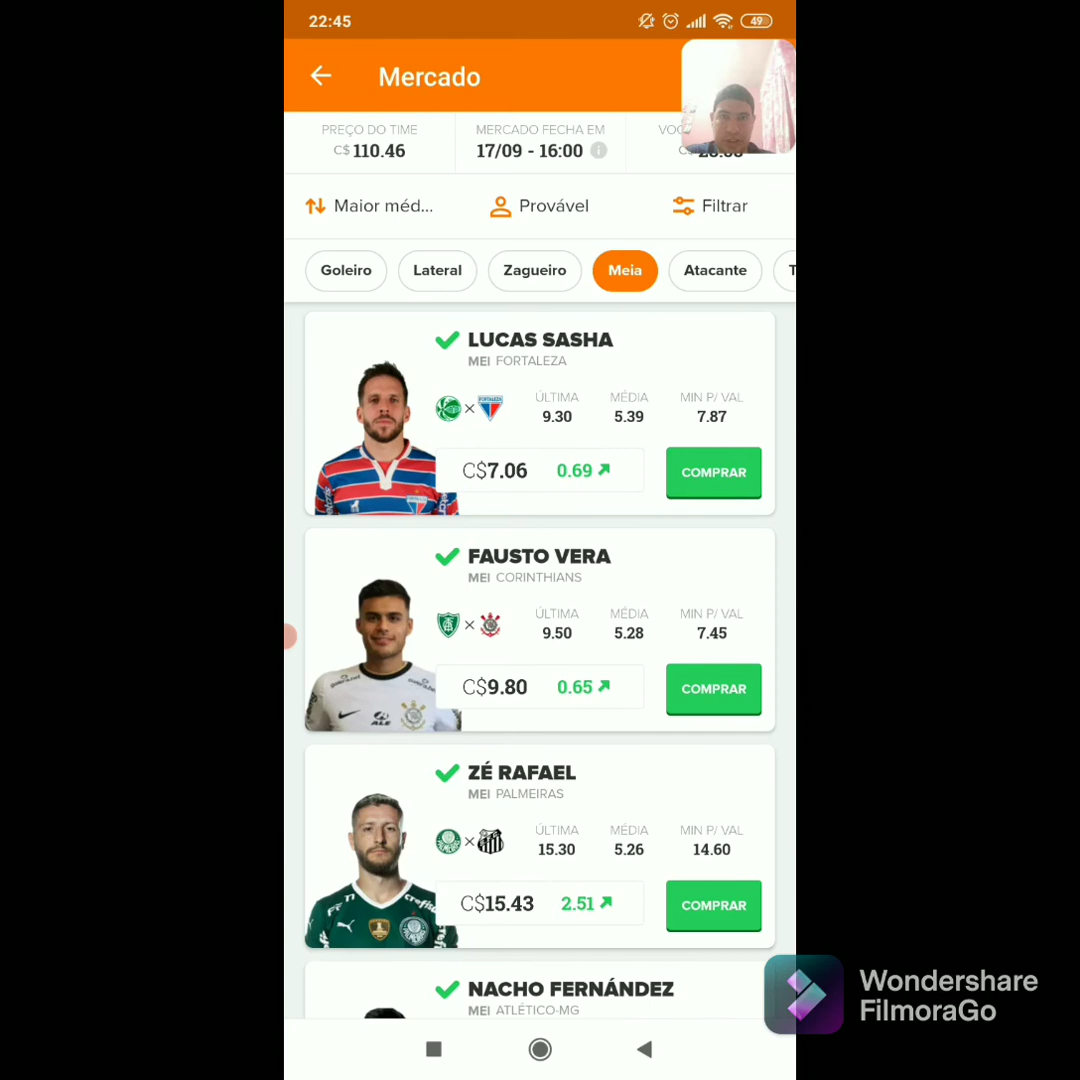 22:45
49
Mercado
PREÇO DO TIME
C$ 110.46
MERCADO FECHA EM
17/09 - 16:00
Maior méd...
Provável
Filtrar
Goleiro
Lateral
Zagueiro
Meia
Atacante
T
LUCAS SASHA
MEI FORTALEZA
ÚLTIMA MÉDIA MIN P/ VAL
9.30 5.39 7.87
C$7.06 0.69
COMPRAR
FAUSTO VERA
MEI CORINTHIANS
ÚLTIMA MÉDIA MIN P/ VAL
9.50 5.28 7.45
C$9.80 0.65
COMPRAR
ZÉ RAFAEL
MEI PALMEIRAS
ÚLTIMA MÉDIA MIN P/ VAL
15.30 5.26 14.60
C$15.43 2.51
COMPRAR
NACHO FERNÁNDEZ
MEI ATLÉTICO-MG
Wondershare
FilmoraGo